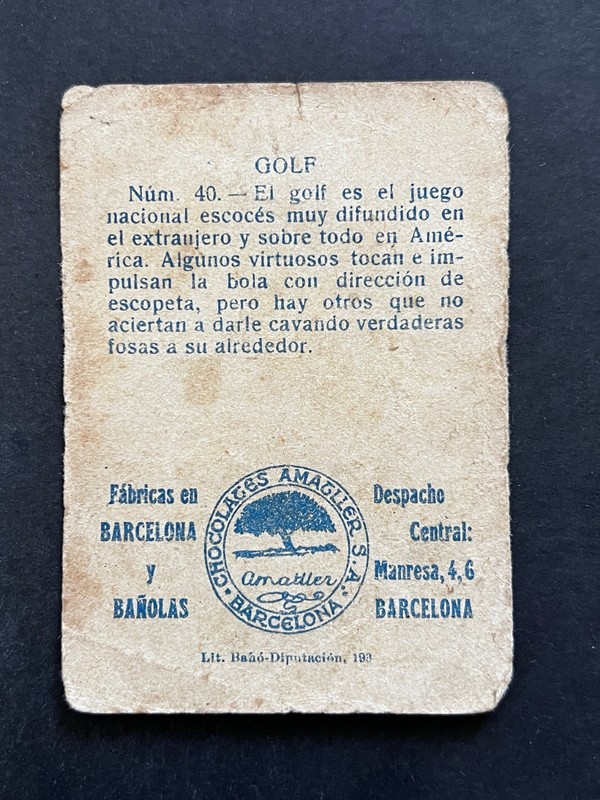 GOLF
Núm. 40. — El golf es el juego
nacional escocés muy difundido en
el extranjero y sobre todo en Amé-
rica. Algunos virtuosos tocan e im-
pulsan la bola con dirección de
escopeta, pero hay otros que no
aciertan a darle cavando verdaderas
fosas a su alrededor.
Fábricas en
BARCELONA
y
BAÑOLAS
CHOCOLATES AMATLLER S.A.
Amatller
BARCELONA
Despacho
Central:
Manresa, 4, 6
BARCELONA
Lit. Bañó-Diputación, 193